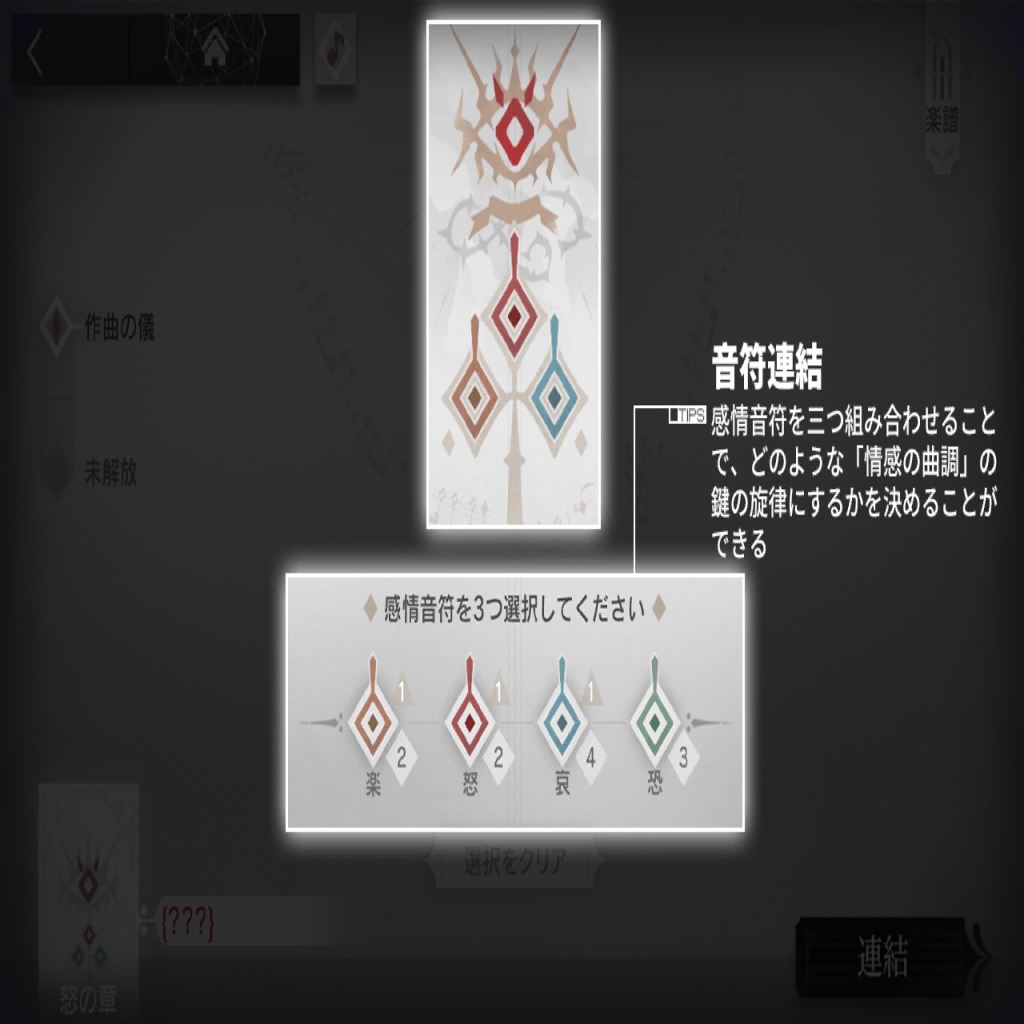 楽譜
作曲の儀
音符連結
TIPS
感情音符を三つ組み合わせること
で、どのような「情感の曲調」の
鍵の旋律にするかを決めることが
できる
未解放
感情音符を3つ選択してください
1
1
1
2
2
4
3
楽
怒
哀
恐
選択をクリア
{???}
連結
怒の章